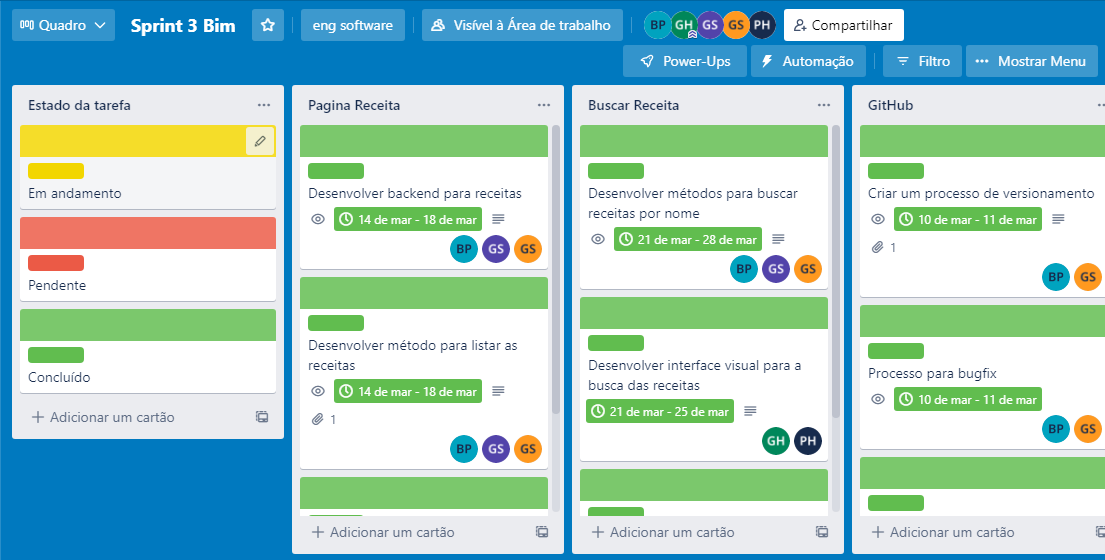 Quadro
Sprint 3 Bim
eng software
Visível à Área de trabalho
BP GH GS GS PH
Compartilhar
Power-Ups
Automação
Filtro
Mostrar Menu
Estado da tarefa
Em andamento
Pendente
Concluído
Adicionar um cartão
Pagina Receita
Desenvolver backend para receitas
14 de mar - 18 de mar
BP GS GS
Desenvolver método para listar as
receitas
14 de mar - 18 de mar
1
BP GS GS
Adicionar um cartão
Buscar Receita
Desenvolver métodos para buscar
receitas por nome
21 de mar - 28 de mar
BP GS GS
Desenvolver interface visual para a
busca das receitas
21 de mar - 25 de mar
GH PH
Adicionar um cartão
GitHub
Criar um processo de versionamento
10 de mar - 11 de mar
1
BP GS
Processo para bugfix
10 de mar - 11 de mar
BP GS
Adicionar um cartão